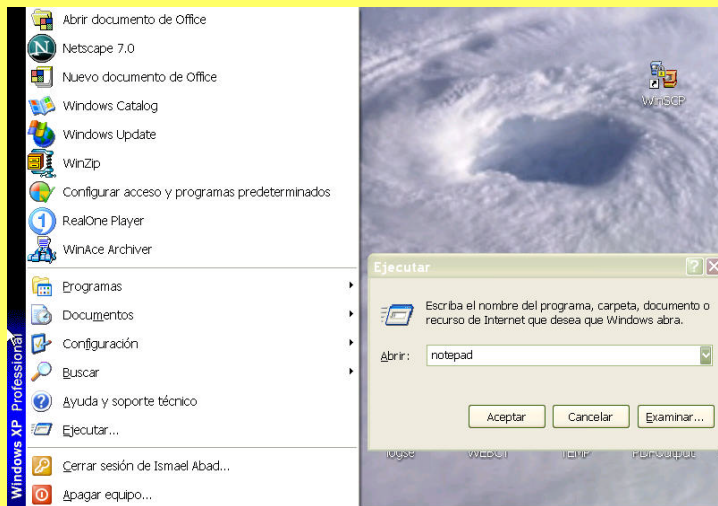 Abrir documento de Office
Netscape 7.0
Nuevo documento de Office
Windows Catalog
Windows Update
WinZip
Configurar acceso y programas predeterminados
RealOne Player
WinAce Archiver
Programas
Documentos
Configuración
Buscar
Ayuda y soporte técnico
Ejecutar...
Cerrar sesión de Ismael Abad...
Apagar equipo...
Windows XP Professional
WinSCP
Ejecutar
Escriba el nombre del programa, carpeta, documento o
recurso de Internet que desea que Windows abra.
Abrir:
notepad
Aceptar
Cancelar
Examinar...
TEMP